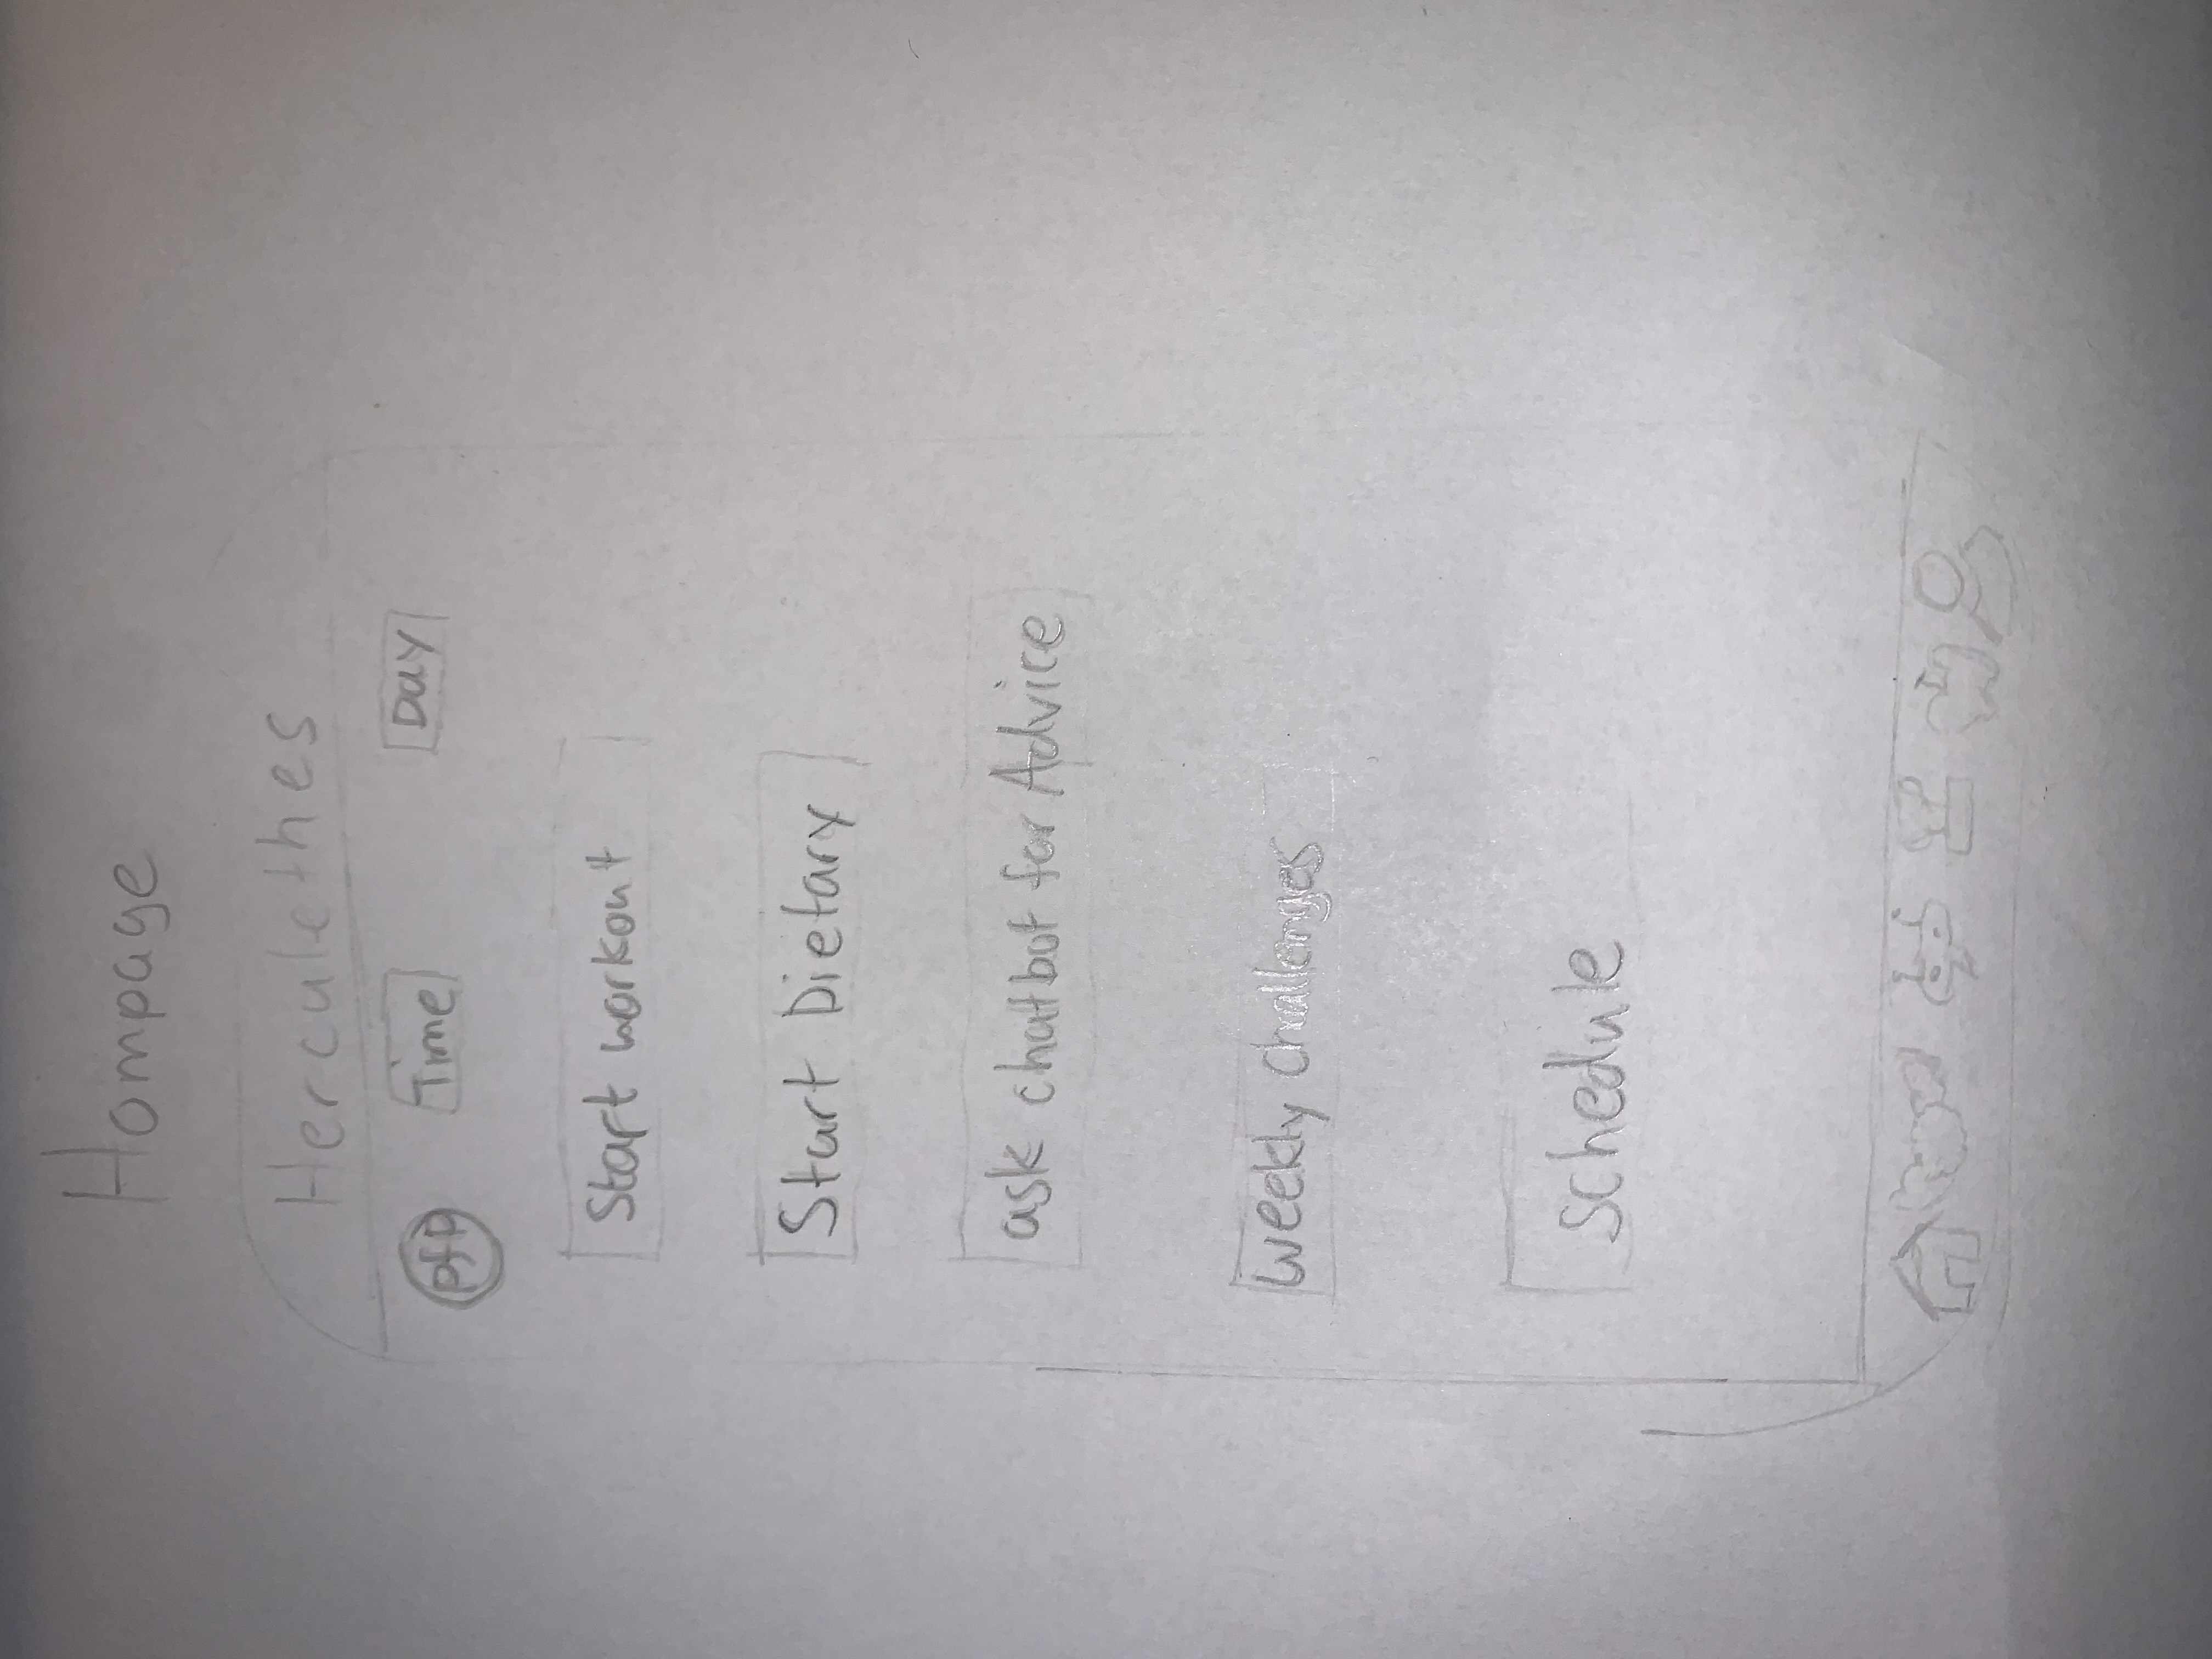 Hompage
Herculethes
pfp Time Day
Start workout
Start Dietary
ask chatbot for Advice
Weekly challenges
schedule